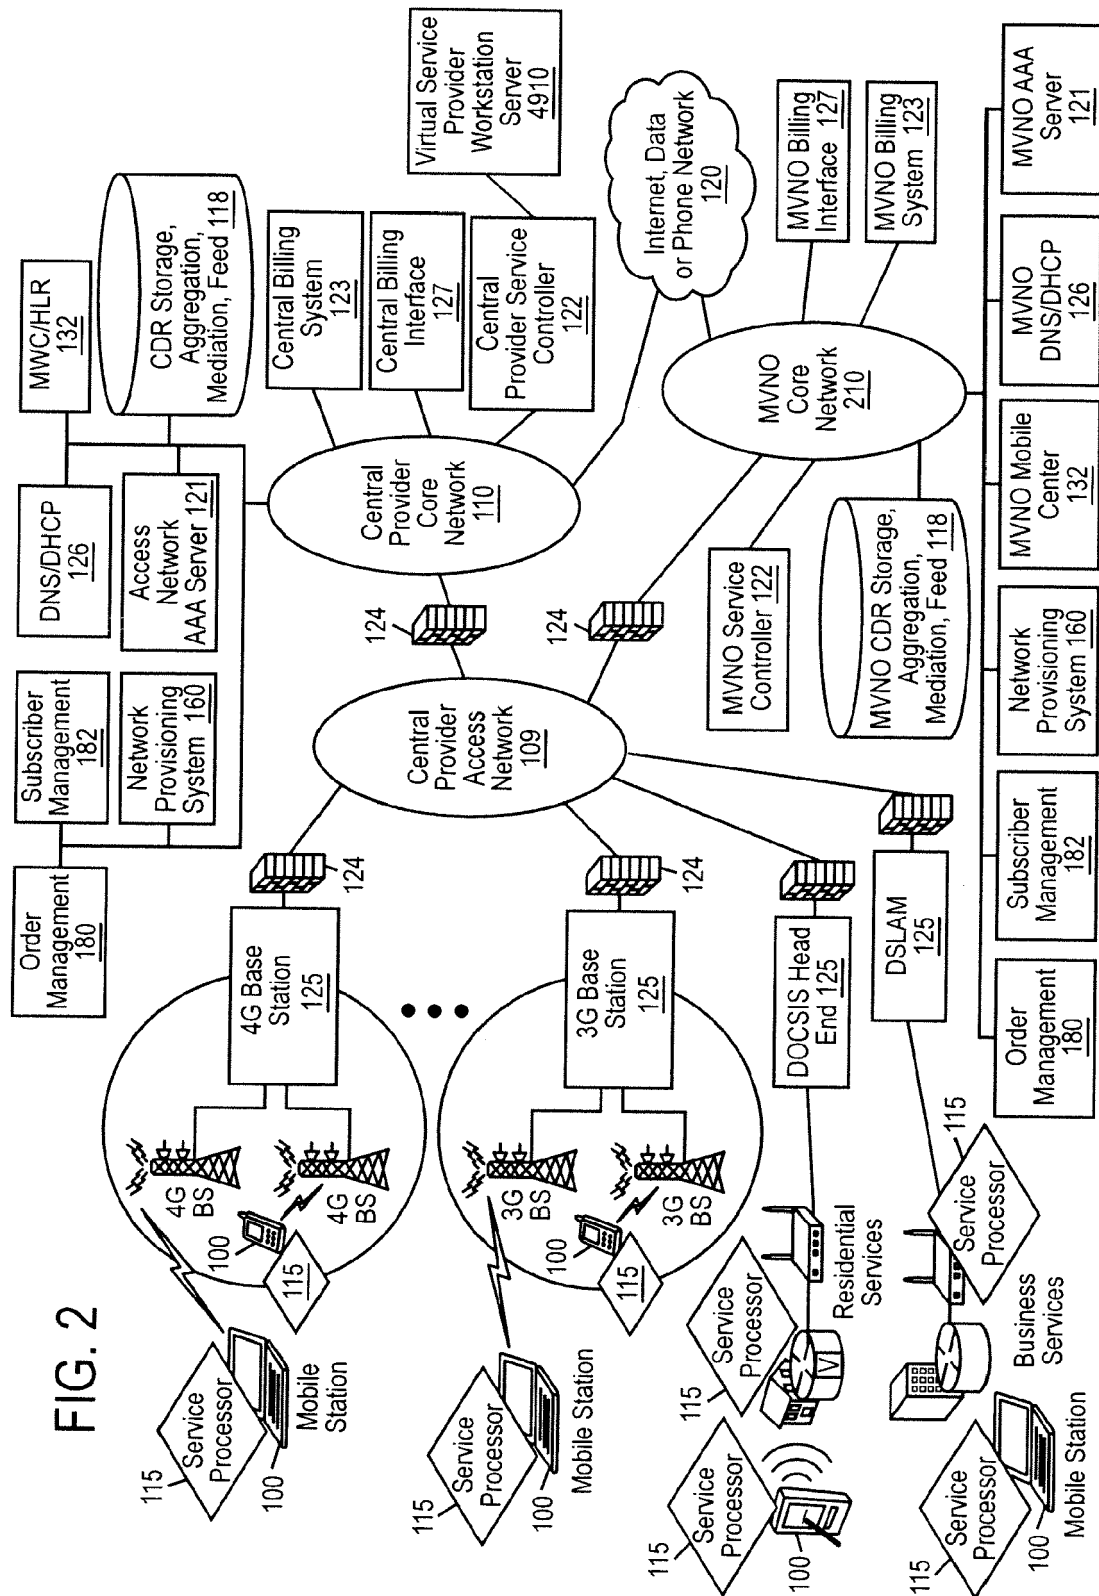 FIG. 2
Order
Management
180
Subscriber
Management
182
Network
Provisioning
System 160
DNS/DHCP
126
Access
Network
AAA Server 121
MWC/HLR
132
CDR Storage,
Aggregation,
Mediation, Feed 118
Central Billing
System
123
Central Billing
Interface
127
Central
Provider Service
Controller
122
Virtual Service
Provider
Workstation
Server
4910
Central
Provider
Core
Network
110
124
Internet, Data
or Phone Network
120
Central
Provider
Access
Network
109
124
MVNO
Core
Network
210
MVNO Billing
Interface 127
MVNO Billing
System 123
MVNO Service
Controller 122
MVNO CDR Storage,
Aggregation,
Mediation, Feed 118
115
Service
Processor
100
Mobile
Station
4G
BS
4G
BS
100
115
4G Base
Station
125
124
115
Service
Processor
100
Mobile Station
3G
BS
3G
BS
100
115
3G Base
Station
125
124
115
Service
Processor
100
115
Service
Processor
VI
Residential
Services
DOCSIS Head
End 125
115
Service
Processor
100
Mobile Station
Business
Services
115
Service
Processor
DSLAM
125
Order
Management
180
Subscriber
Management
182
Network
Provisioning
System 160
MVNO Mobile
Center
132
MVNO
DNS/DHCP
126
MVNO AAA
Server
121